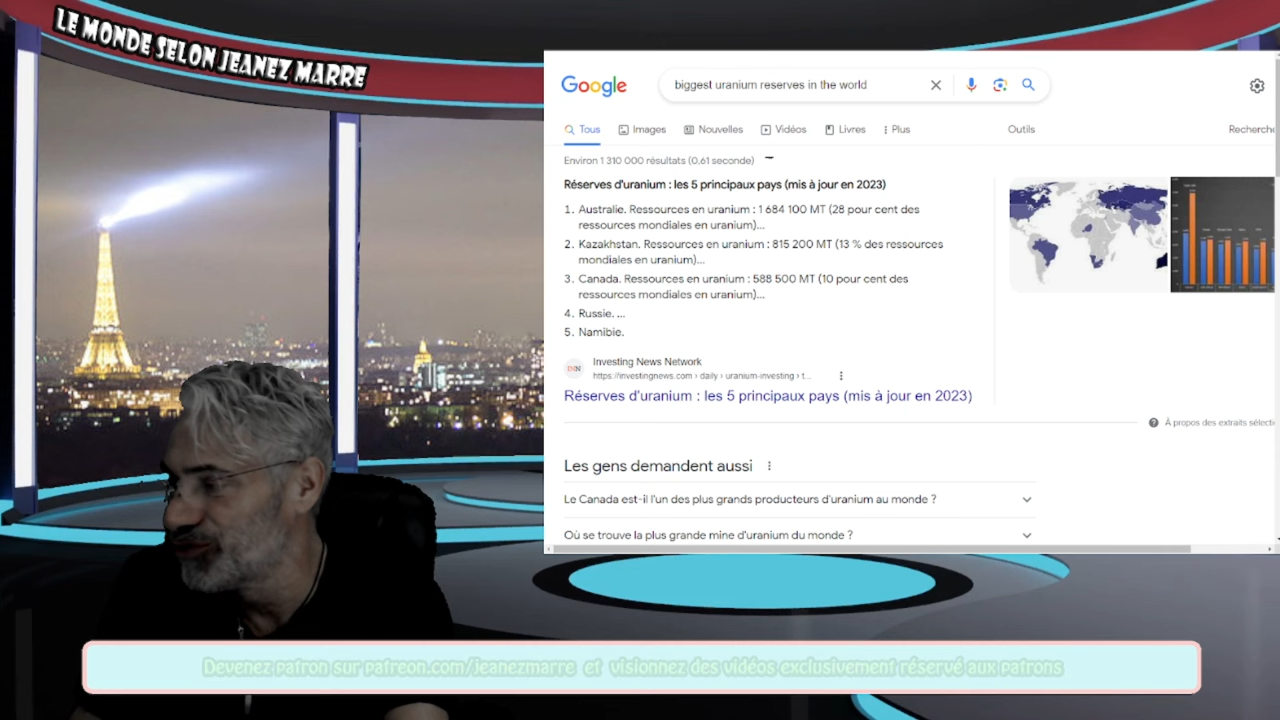 LE MONDE SELON JEANEZ MARRE
Google
biggest uranium reserves in the world
Tous
Images
Nouvelles
Vidéos
Livres
Plus
Outils
Recherche
Environ 1 310 000 résultats (0,61 seconde)
Réserves d'uranium : les 5 principaux pays (mis à jour en 2023)
1. Australie. Ressources en uranium : 1 684 100 MT (28 pour cent des
ressources mondiales en uranium)...
2. Kazakhstan. Ressources en uranium : 815 200 MT (13 % des ressources
mondiales en uranium)...
3. Canada. Ressources en uranium : 588 500 MT (10 pour cent des
ressources mondiales en uranium)...
4. Russie. ...
5. Namibie.
INN
Investing News Network
https://investingnews.com › daily › uranium-investing › t...
Réserves d'uranium : les 5 principaux pays (mis à jour en 2023)
À propos des extraits sélecti
Les gens demandent aussi
Le Canada est-il l'un des plus grands producteurs d'uranium au monde ?
Où se trouve la plus grande mine d'uranium du monde ?
Devenez patron sur patreon.com/jeanezmarre et visionnez des vidéos exclusivement réservé aux patrons